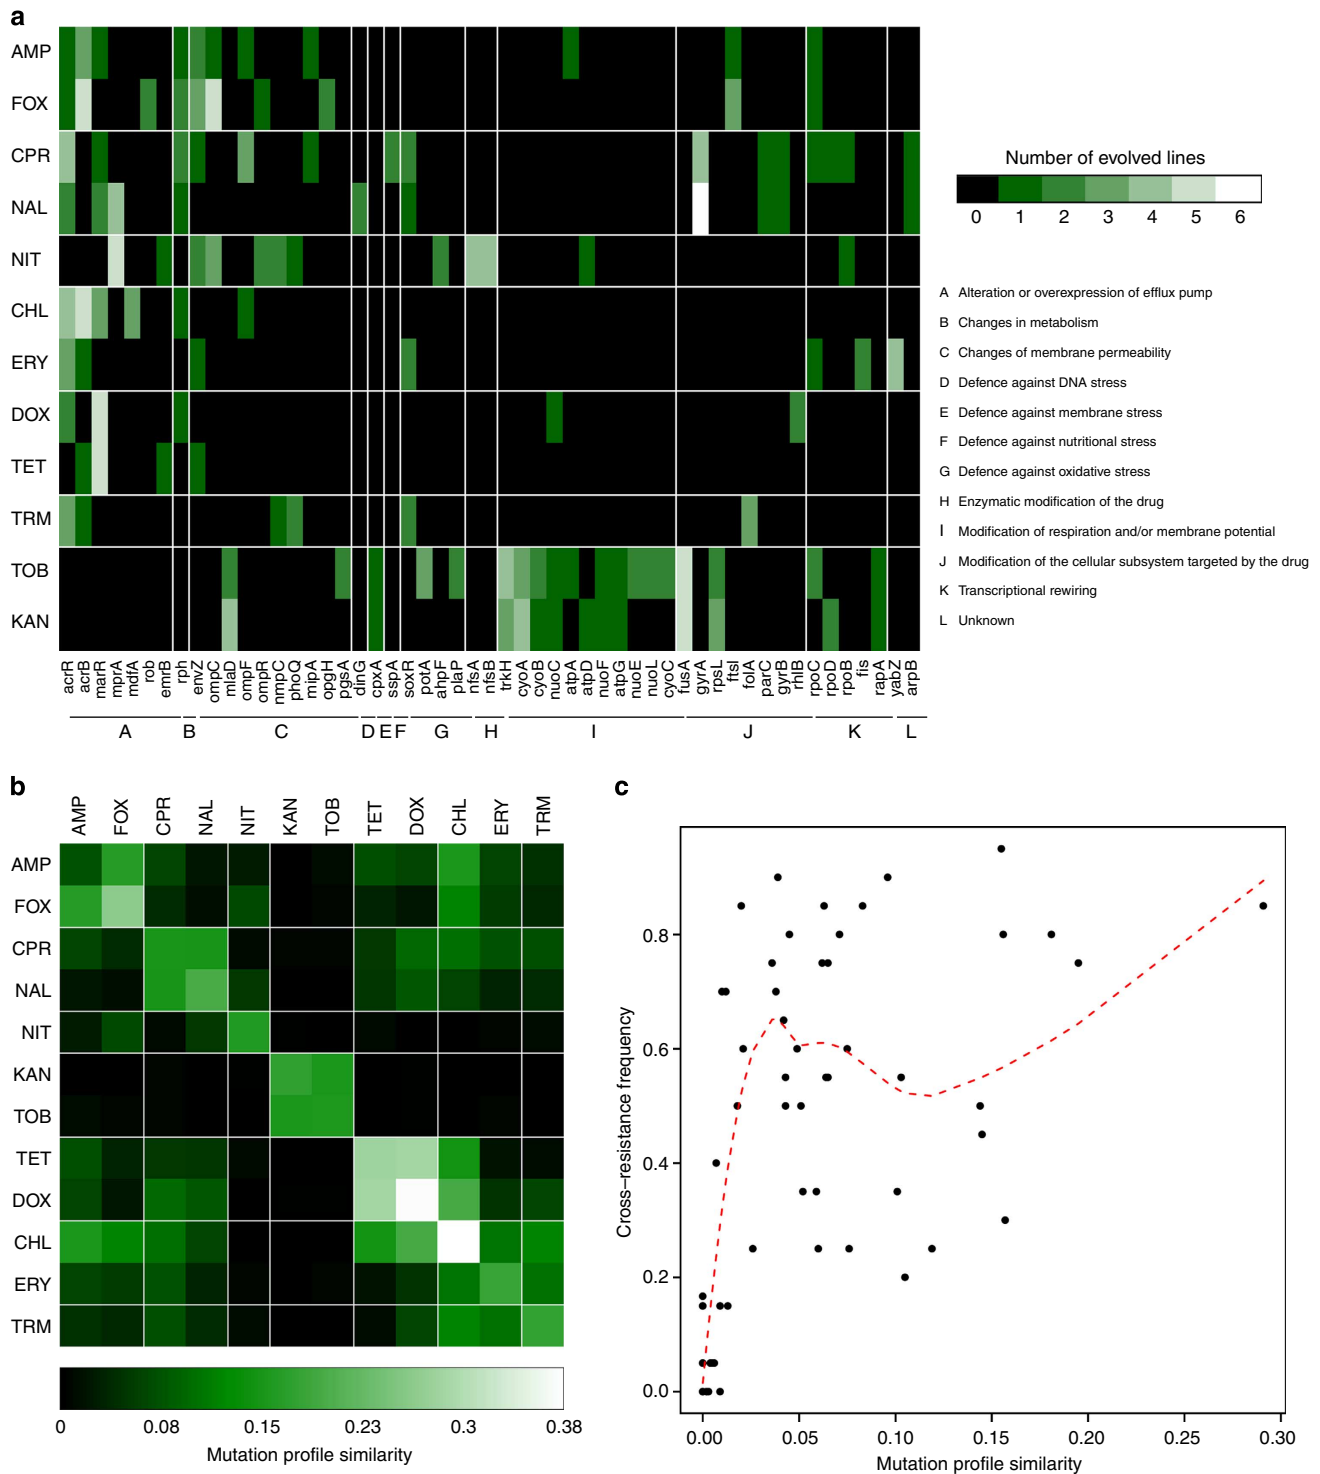 a
AMP
FOX
CPR
NAL
NIT
CHL
ERY
DOX
TET
TRM
TOB
KAN
acrR acrB marR mprA mdfA rob emrB rph envZ ompC mlaD ompF ompR nmpC phoQ mipA opgH pgsA dinG cpxA sspA soxR potA ahpF plaP nfsA nfsB trkH cyoA cyoB nuoC atpA atpD nuoF atpG nuoE nuoL cyoC fusA gyrA rpsL ftsI folA parC gyrB rhlB rpoC rpoD rpoB fis rapA yabZ arpB
A B C D E F G H I J K L
Number of evolved lines
0 1 2 3 4 5 6
A Alteration or overexpression of efflux pump
B Changes in metabolism
C Changes of membrane permeability
D Defence against DNA stress
E Defence against membrane stress
F Defence against nutritional stress
G Defence against oxidative stress
H Enzymatic modification of the drug
I Modification of respiration and/or membrane potential
J Modification of the cellular subsystem targeted by the drug
K Transcriptional rewiring
L Unknown
b
AMP FOX CPR NAL NIT KAN TOB TET DOX CHL ERY TRM
AMP
FOX
CPR
NAL
NIT
KAN
TOB
TET
DOX
CHL
ERY
TRM
0 0.08 0.15 0.23 0.3 0.38
Mutation profile similarity
c
Cross–resistance frequency
0.8
0.6
0.4
0.2
0.0
0.00 0.05 0.10 0.15 0.20 0.25 0.30
Mutation profile similarity